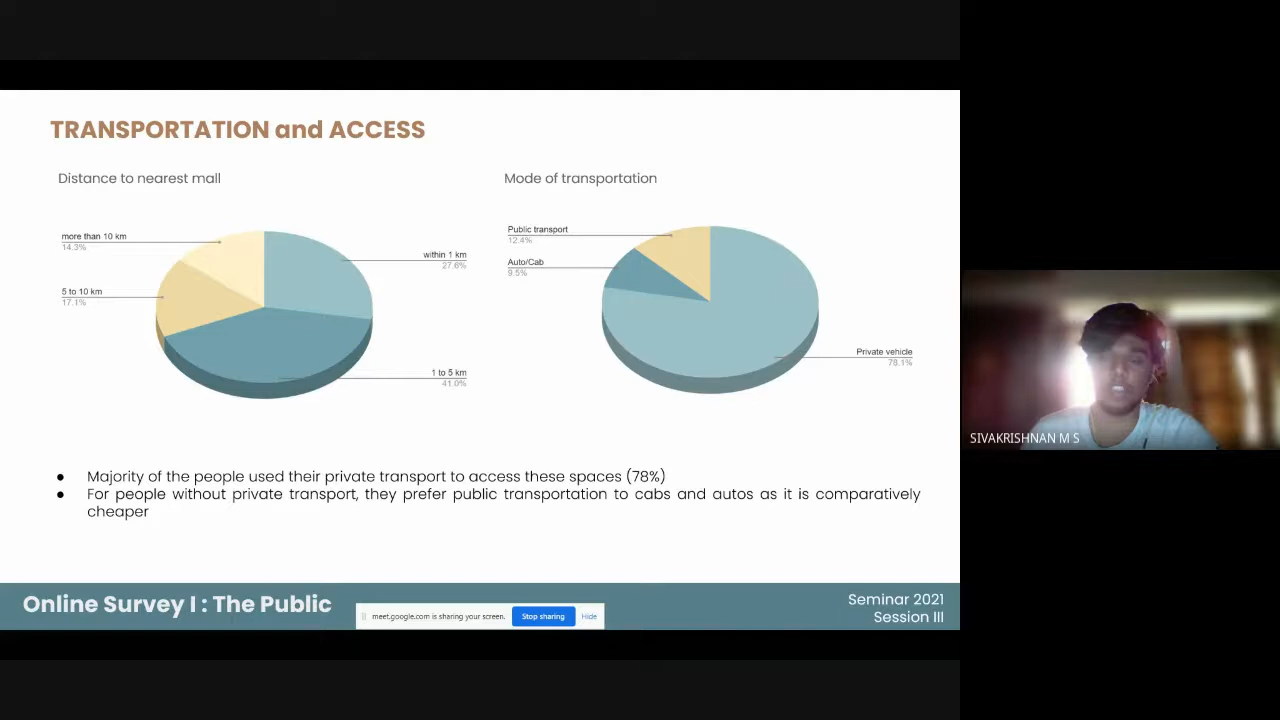 TRANSPORTATION and ACCESS
Distance to nearest mall
more than 10 km
14.3%
within 1 km
27.6%
5 to 10 km
17.1%
1 to 5 km
41.0%
Mode of transportation
Public transport
12.4%
Auto/Cab
9.5%
Private vehicle
78.1%
● Majority of the people used their private transport to access these spaces (78%)
● For people without private transport, they prefer public transportation to cabs and autos as it is comparatively
cheaper
Online Survey I : The Public
meet.google.com is sharing your screen.
Stop sharing
Hide
Seminar 2021
Session III
SIVAKRISHNAN M S